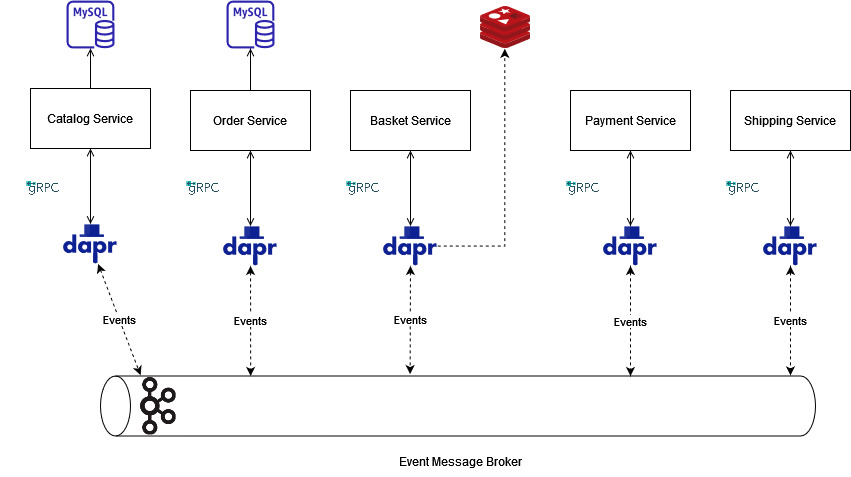 MySQL
MySQL
Catalog Service
Order Service
Basket Service
Payment Service
Shipping Service
gRPC
gRPC
gRPC
gRPC
gRPC
dapr
dapr
dapr
dapr
dapr
Events
Events
Events
Events
Events
Event Message Broker